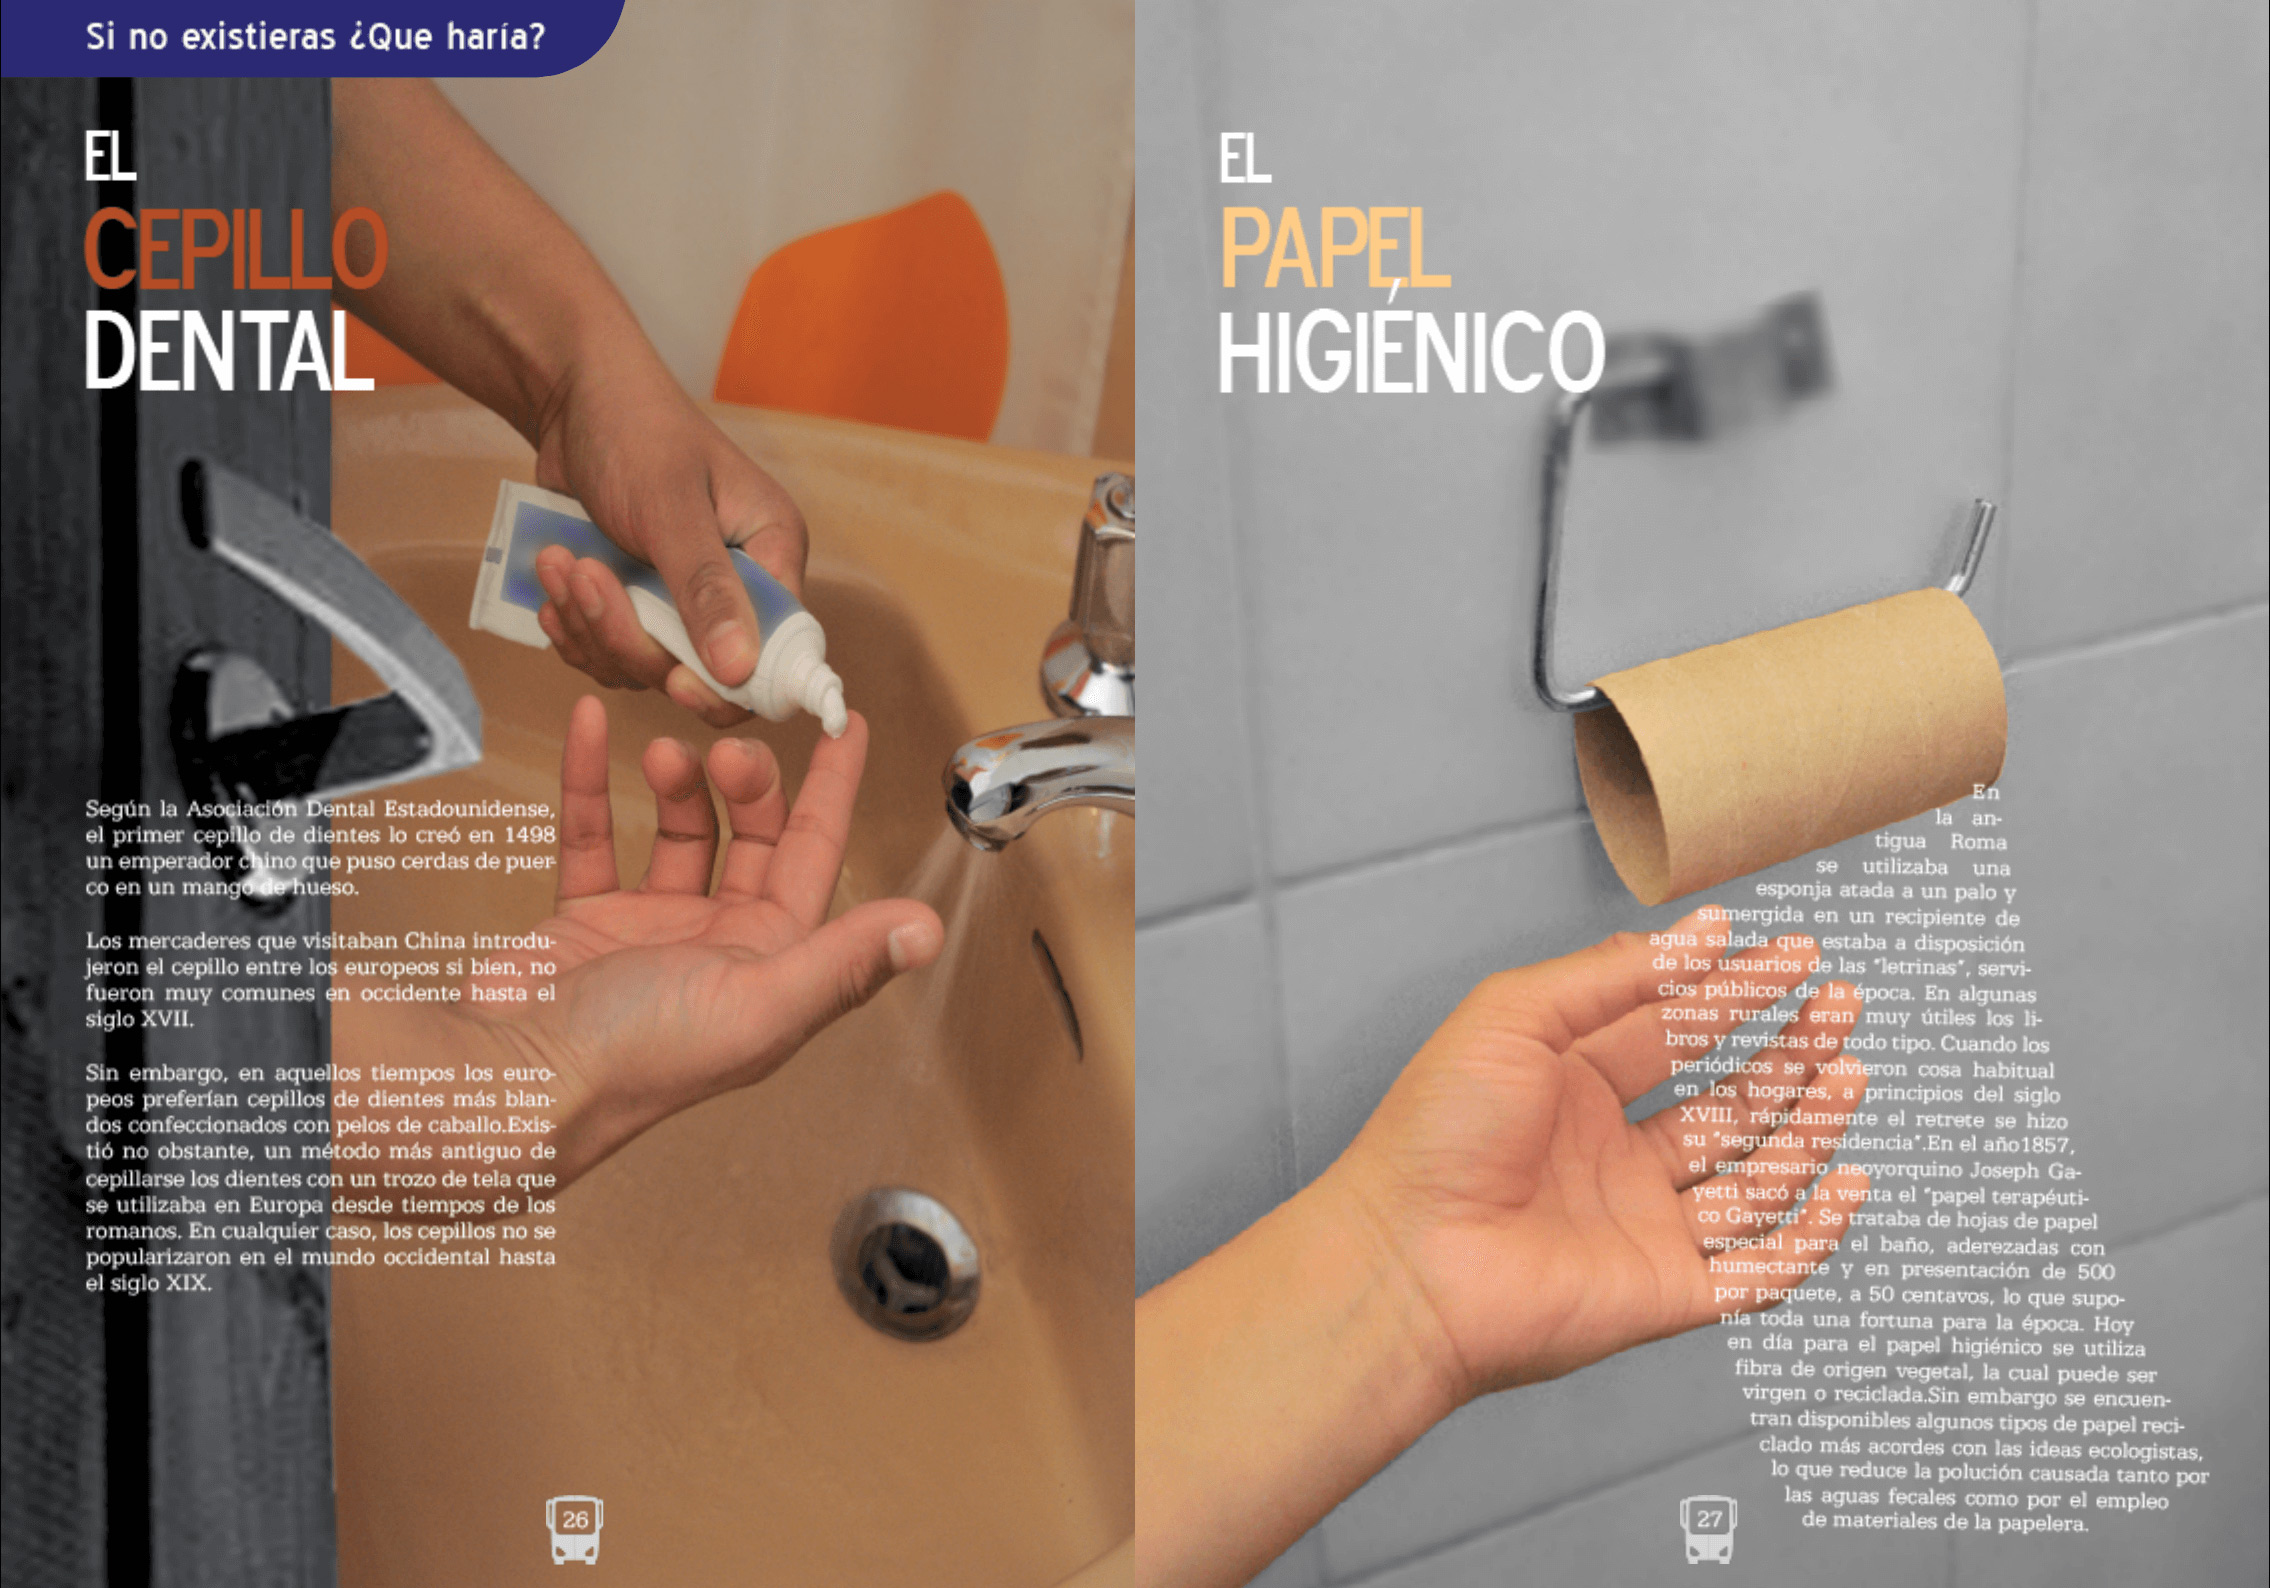 Si no existieras ¿Que haría?
EL
CEPILLO
DENTAL
Según la Asociación Dental Estadounidense,
el primer cepillo de dientes lo creó en 1498
un emperador chino que puso cerdas de puer-
co en un mango de hueso.
Los mercaderes que visitaban China introdu-
jeron el cepillo entre los europeos si bien, no
fueron muy comunes en occidente hasta el
siglo XVII.
Sin embargo, en aquellos tiempos los euro-
peos preferían cepillos de dientes más blan-
dos confeccionados con pelos de caballo.Exis-
tió no obstante, un método más antiguo de
cepillarse los dientes con un trozo de tela que
se utilizaba en Europa desde tiempos de los
romanos. En cualquier caso, los cepillos no se
popularizaron en el mundo occidental hasta
el siglo XIX.
26
EL
PAPEL
HIGIÉNICO
En
la an-
tigua Roma
se utilizaba una
esponja atada a un palo y
sumergida en un recipiente de
agua salada que estaba a disposición
de los usuarios de las "letrinas", servi-
cios públicos de la época. En algunas
zonas rurales eran muy útiles los li-
bros y revistas de todo tipo. Cuando los
periódicos se volvieron cosa habitual
en los hogares, a principios del siglo
XVIII, rápidamente el retrete se hizo
su "segunda residencia".En el año1857,
el empresario neoyorquino Joseph Ga-
yetti sacó a la venta el "papel terapéuti-
co Gayetti". Se trataba de hojas de papel
especial para el baño, aderezadas con
humectante y en presentación de 500
por paquete, a 50 centavos, lo que supo-
nía toda una fortuna para la época. Hoy
en día para el papel higiénico se utiliza
fibra de origen vegetal, la cual puede ser
virgen o reciclada.Sin embargo se encuen-
tran disponibles algunos tipos de papel reci-
clado más acordes con las ideas ecologistas,
lo que reduce la polución causada tanto por
las aguas fecales como por el empleo
de materiales de la papelera.
27